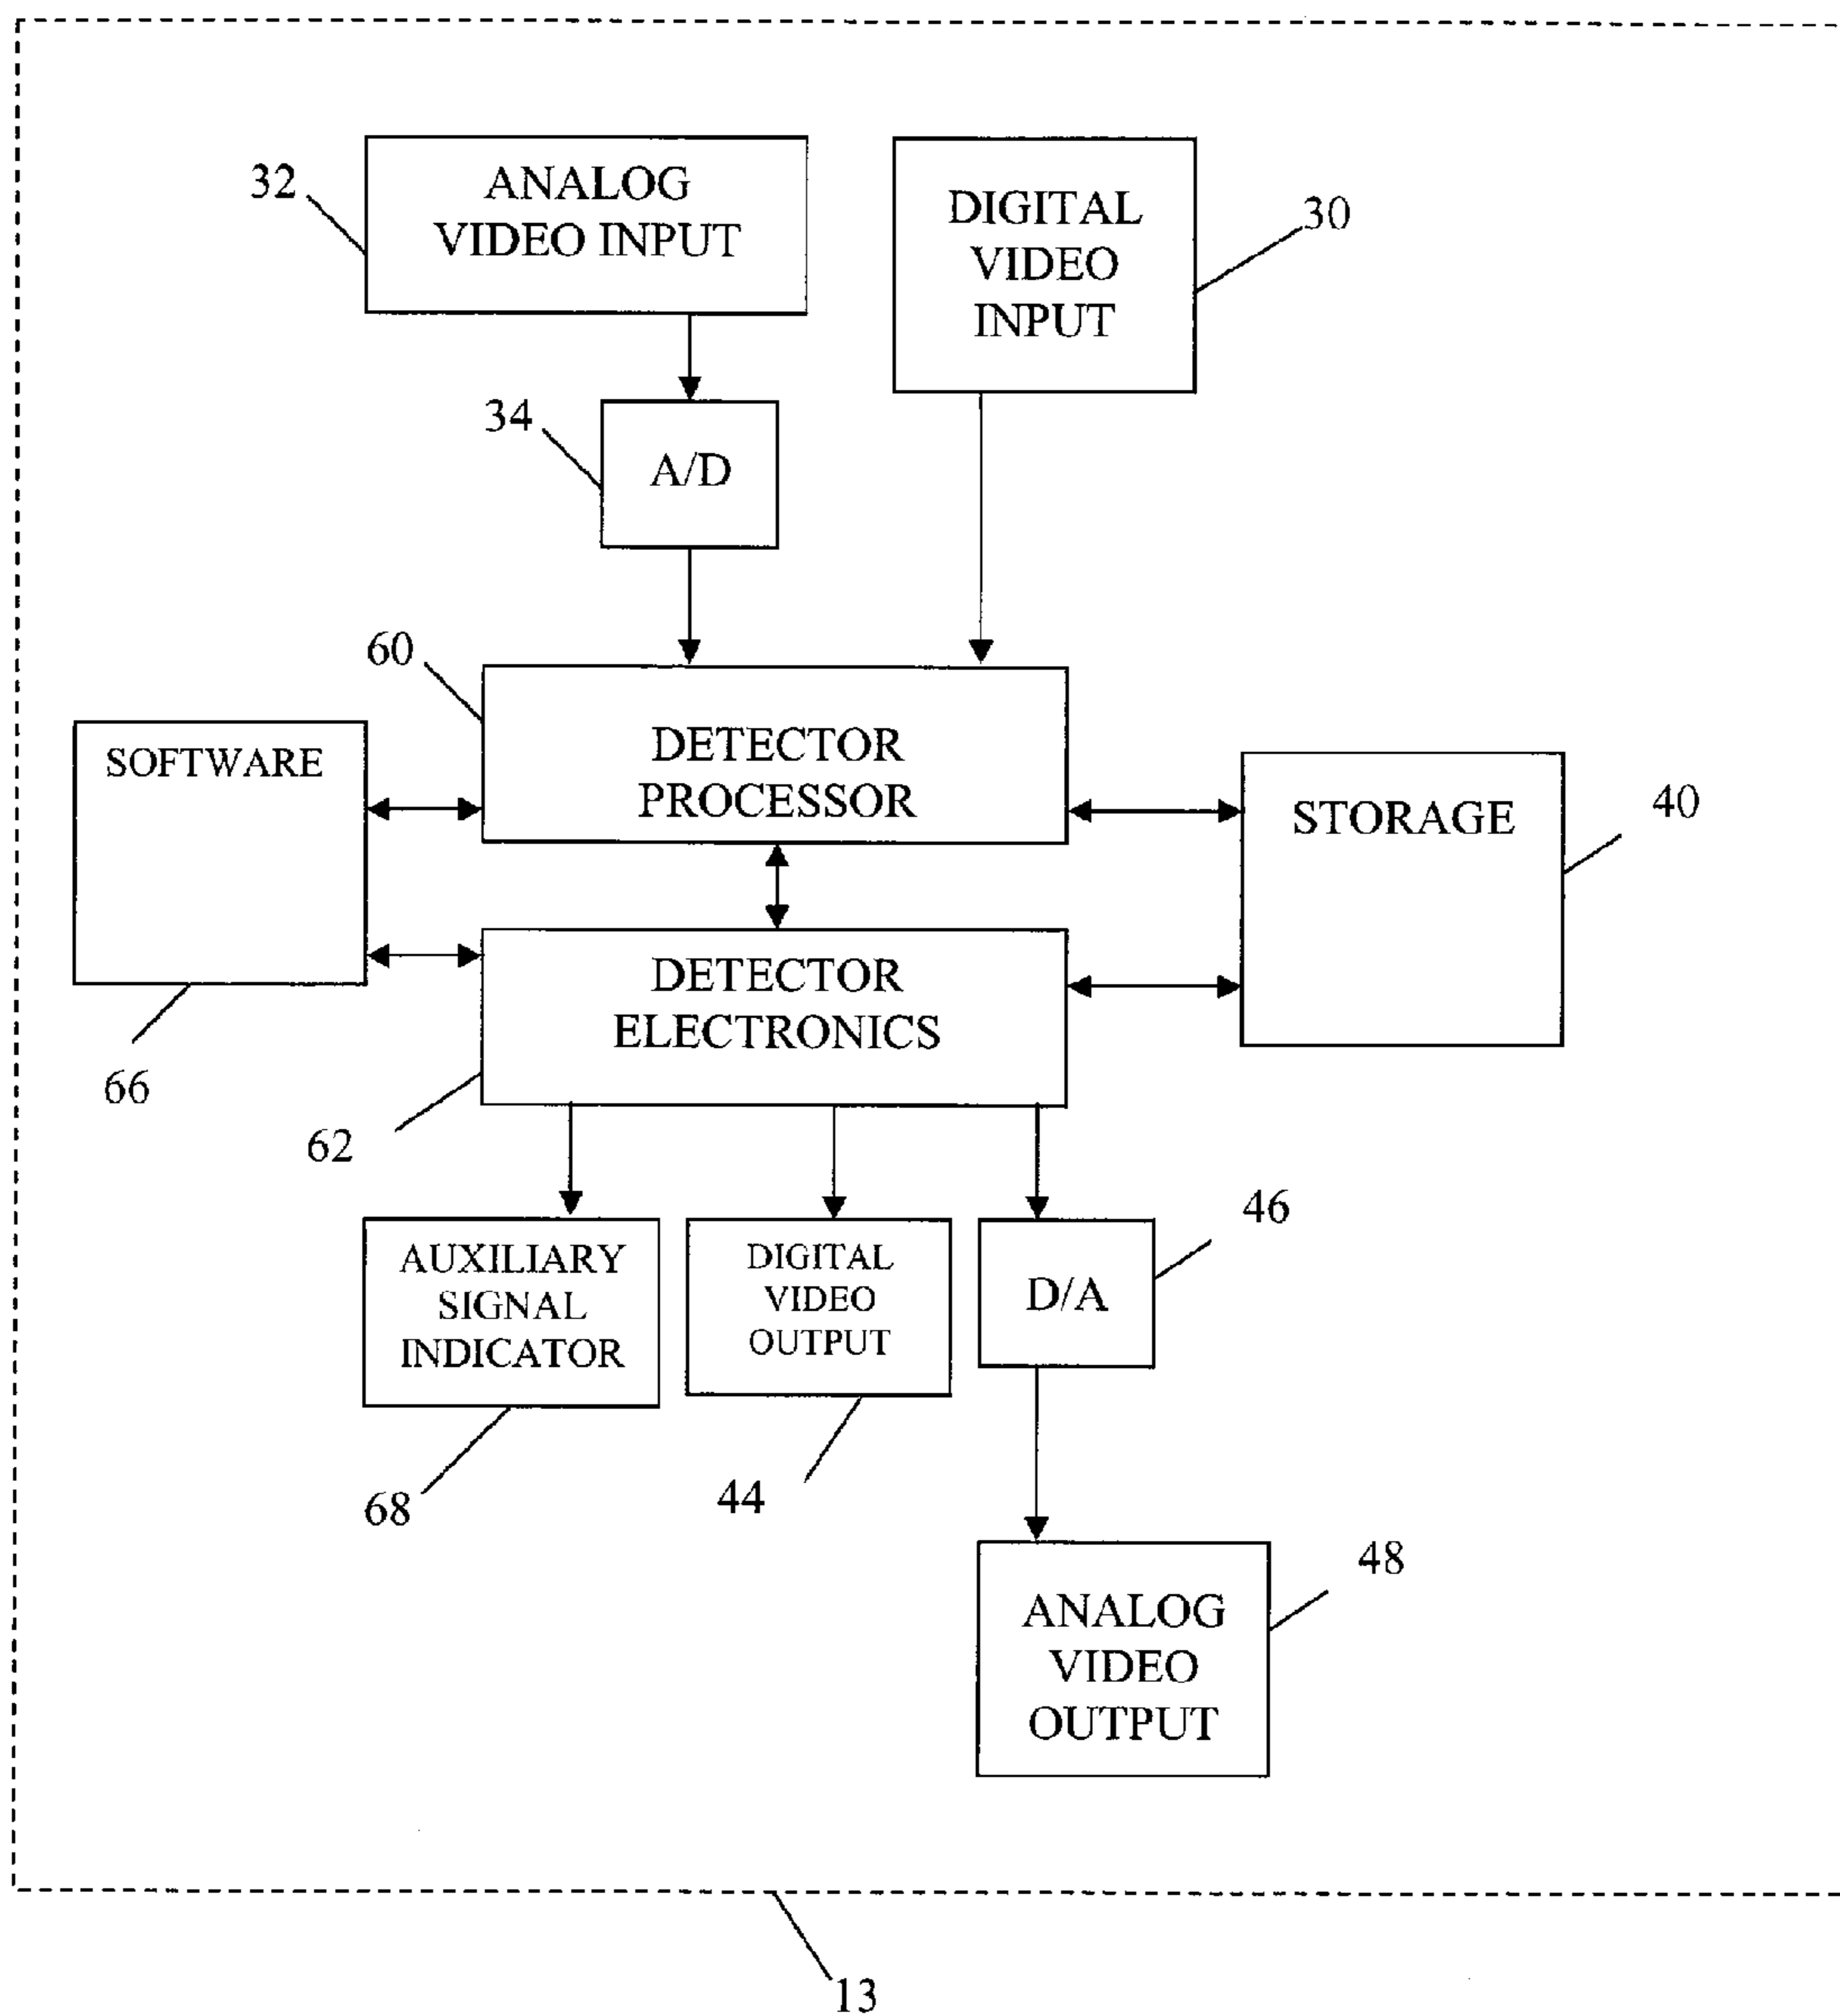 32
ANALOG
VIDEO INPUT
DIGITAL
VIDEO
INPUT
30
34
A/D
60
DETECTOR
PROCESSOR
SOFTWARE
66
STORAGE
40
DETECTOR
ELECTRONICS
62
AUXILIARY
SIGNAL
INDICATOR
68
DIGITAL
VIDEO
OUTPUT
44
D/A
46
ANALOG
VIDEO
OUTPUT
48
13